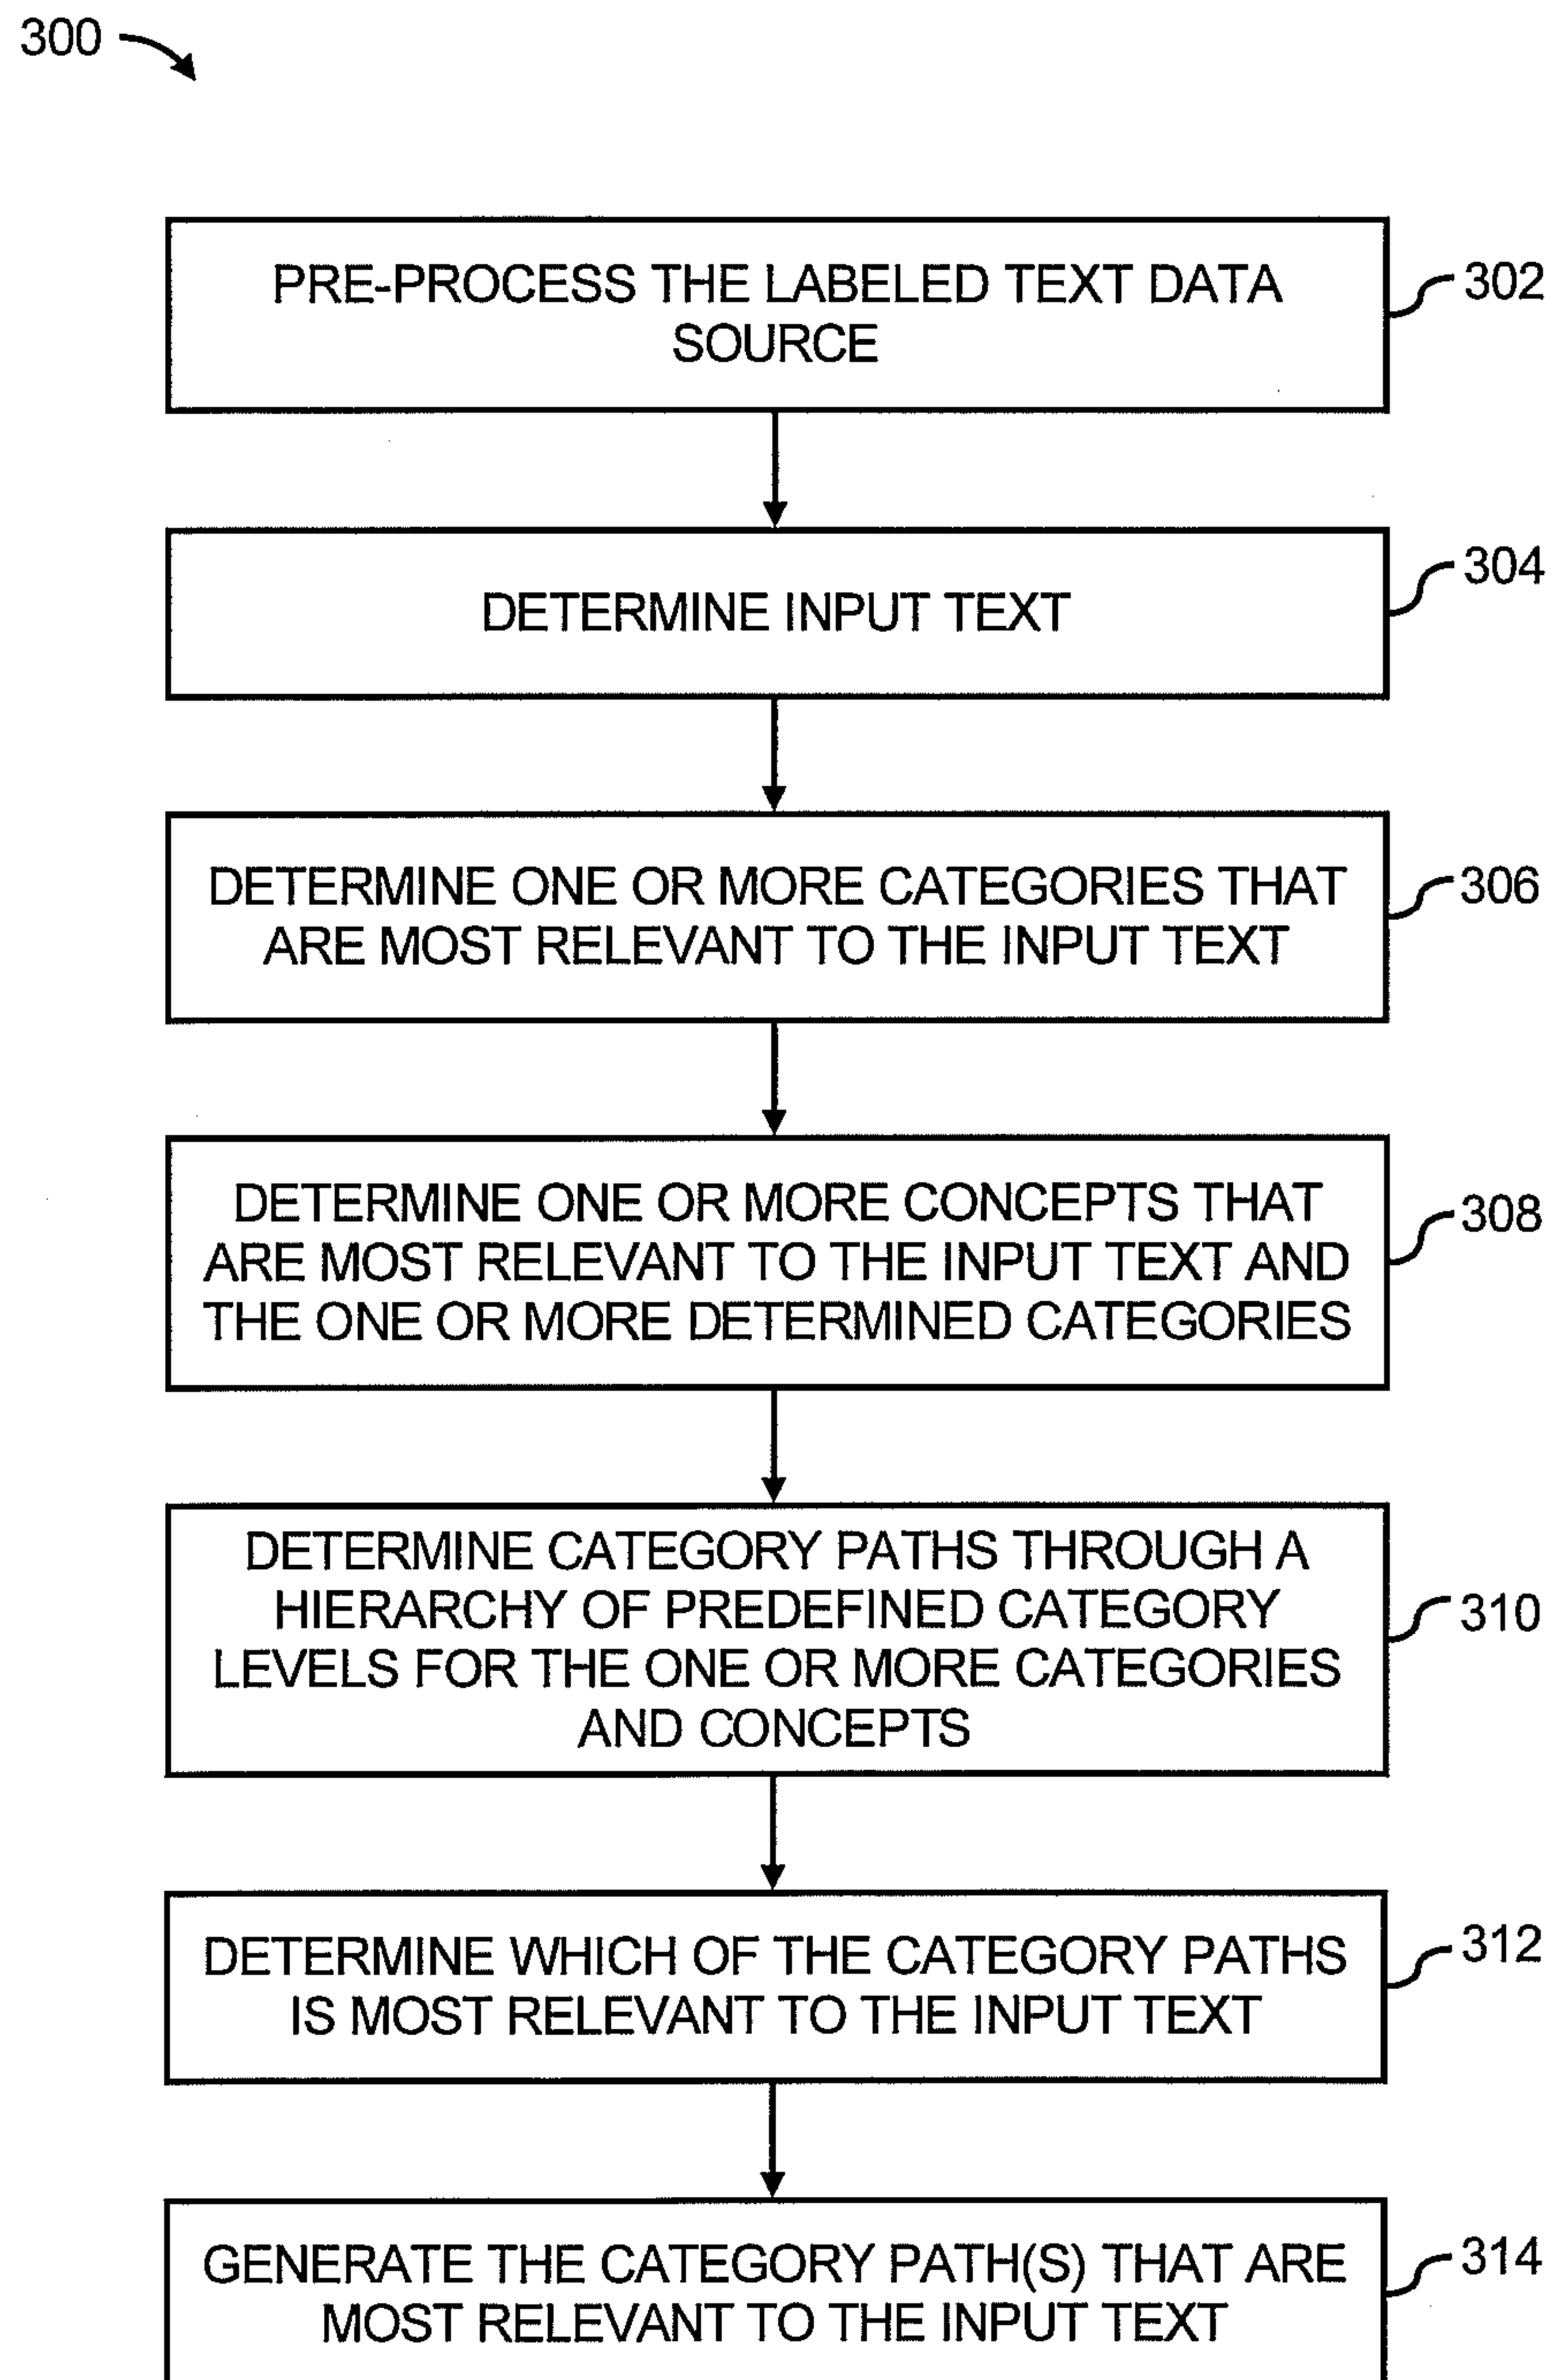 300
PRE-PROCESS THE LABELED TEXT DATA
SOURCE
302
DETERMINE INPUT TEXT
304
DETERMINE ONE OR MORE CATEGORIES THAT
ARE MOST RELEVANT TO THE INPUT TEXT
306
DETERMINE ONE OR MORE CONCEPTS THAT
ARE MOST RELEVANT TO THE INPUT TEXT AND
THE ONE OR MORE DETERMINED CATEGORIES
308
DETERMINE CATEGORY PATHS THROUGH A
HIERARCHY OF PREDEFINED CATEGORY
LEVELS FOR THE ONE OR MORE CATEGORIES
AND CONCEPTS
310
DETERMINE WHICH OF THE CATEGORY PATHS
IS MOST RELEVANT TO THE INPUT TEXT
312
GENERATE THE CATEGORY PATH(S) THAT ARE
MOST RELEVANT TO THE INPUT TEXT
314